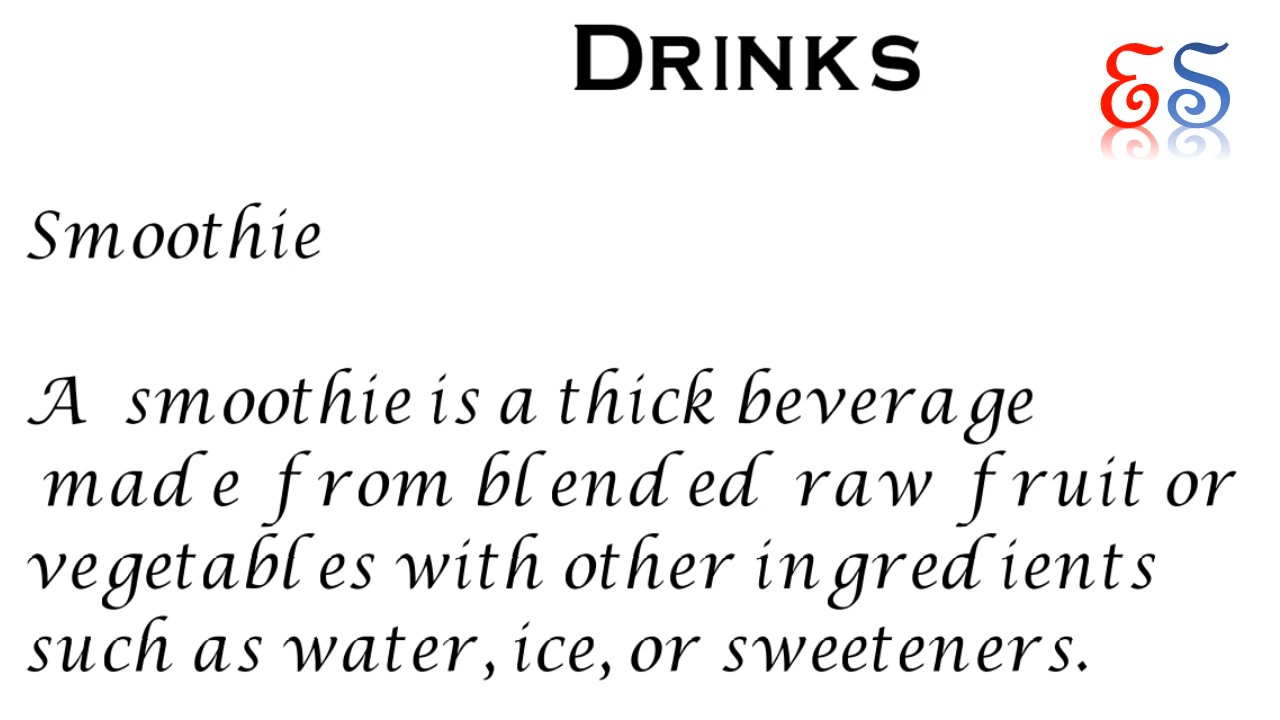 DRINKS
ES
Smoothie
A smoothie is a thick beverage
made from blended raw fruit or
vegetables with other ingredients
such as water, ice, or sweeteners.